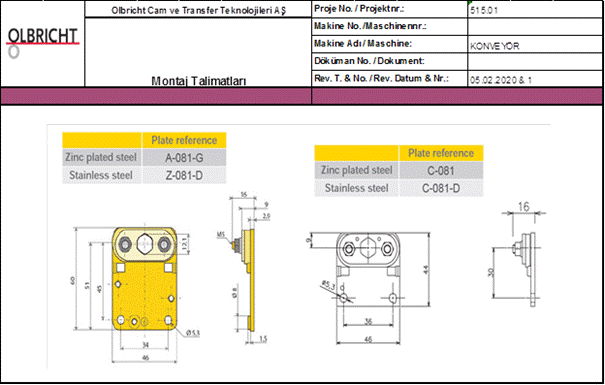 OLBRICHT
Olbricht Cam ve Transfer Teknolojileri AŞ
Montaj Talimatları
Proje No. / Projektnr.: 515.01
Makine No./Maschinennr.:
Makine Adı / Maschine: KONVEYÖR
Döküman No. / Dokument:
Rev. T. & No. / Rev. Datum & Nr.: 05.02.2020 & 1
Plate reference
Zinc plated steel A-081-G
Stainless steel Z-081-D
Plate reference
Zinc plated steel C-081
Stainless steel C-081-D
16
9
2,9
M5
12,1
60
51
45
Ø 8
Ø 5,3
34
46
1,5
9
44
36
46
16
30